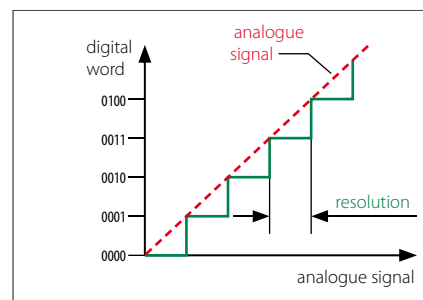 digital
word
analogue
signal
0100
0011
0010
0001
0000
resolution
analogue signal